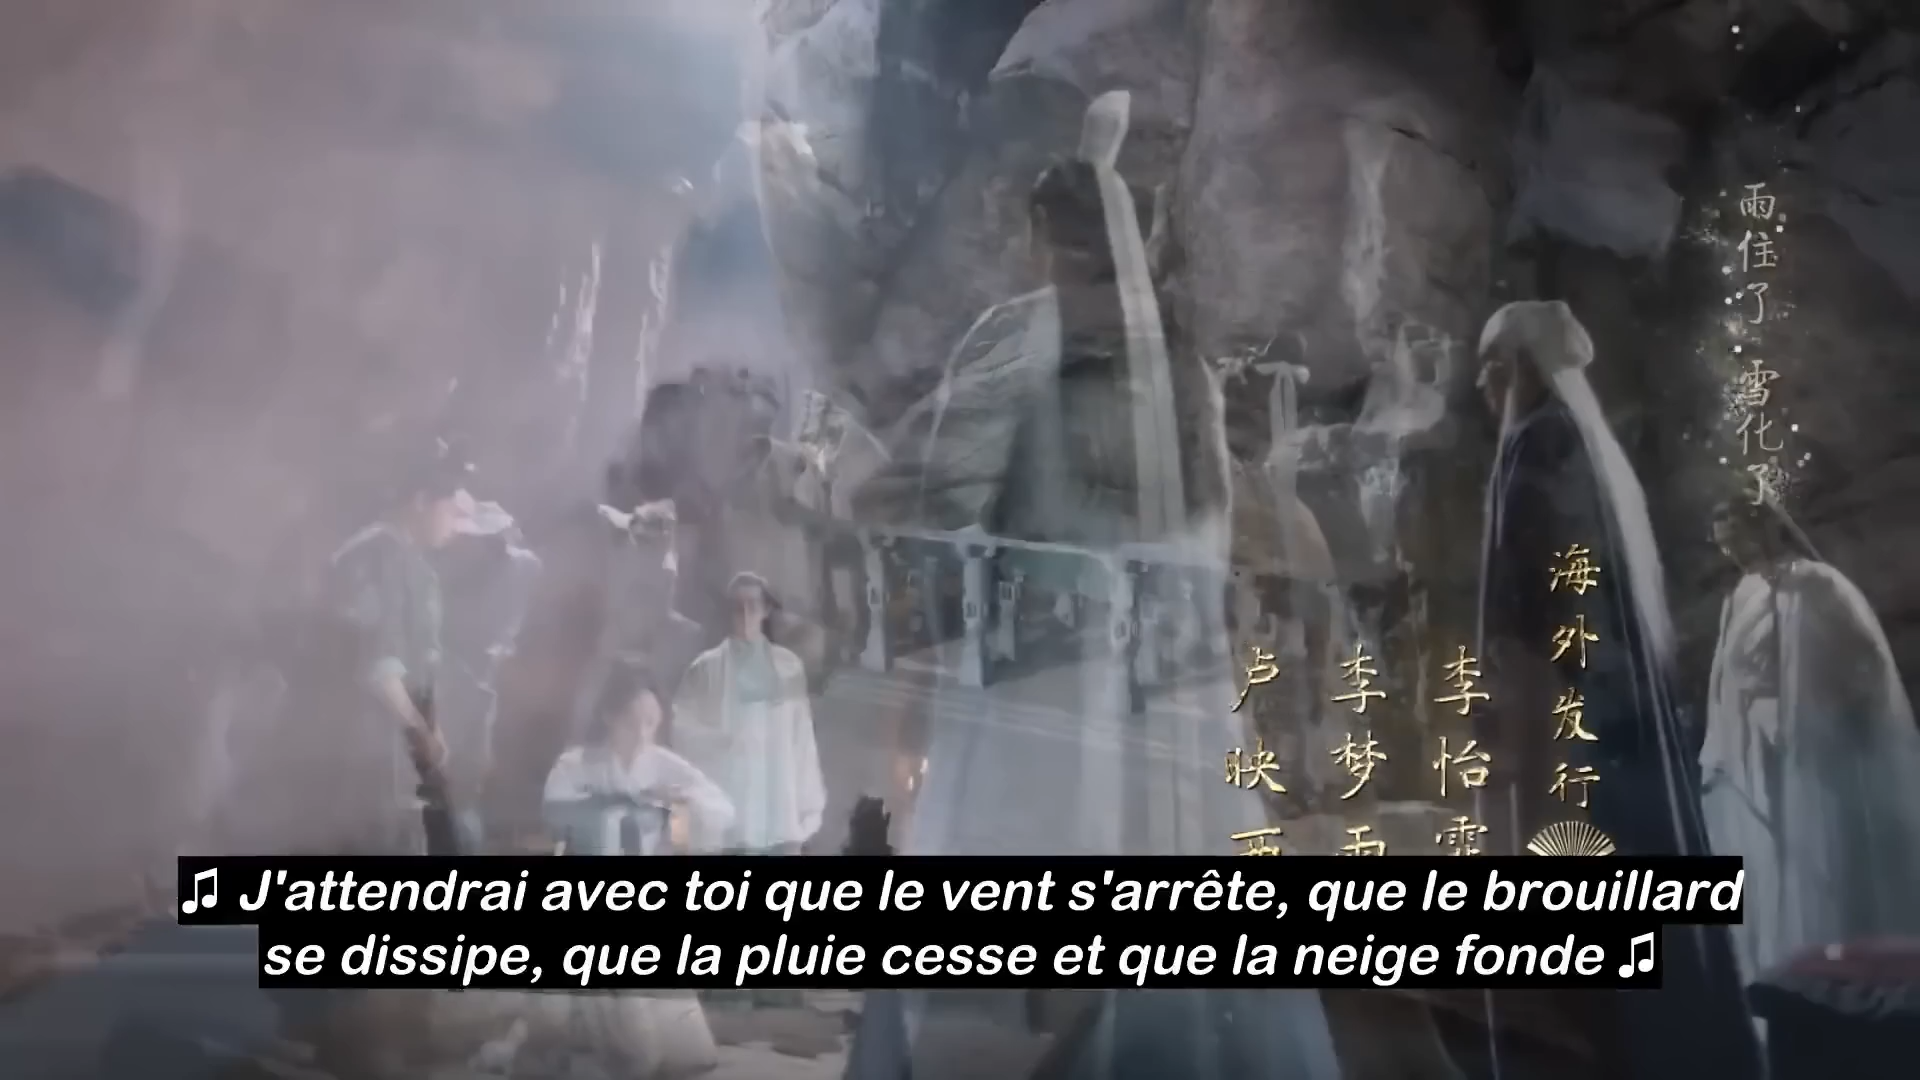 雨住了 雪化了
海外发行
李怡霏
李梦雨
卢映
♫ J'attendrai avec toi que le vent s'arrête, que le brouillard
se dissipe, que la pluie cesse et que la neige fonde ♫